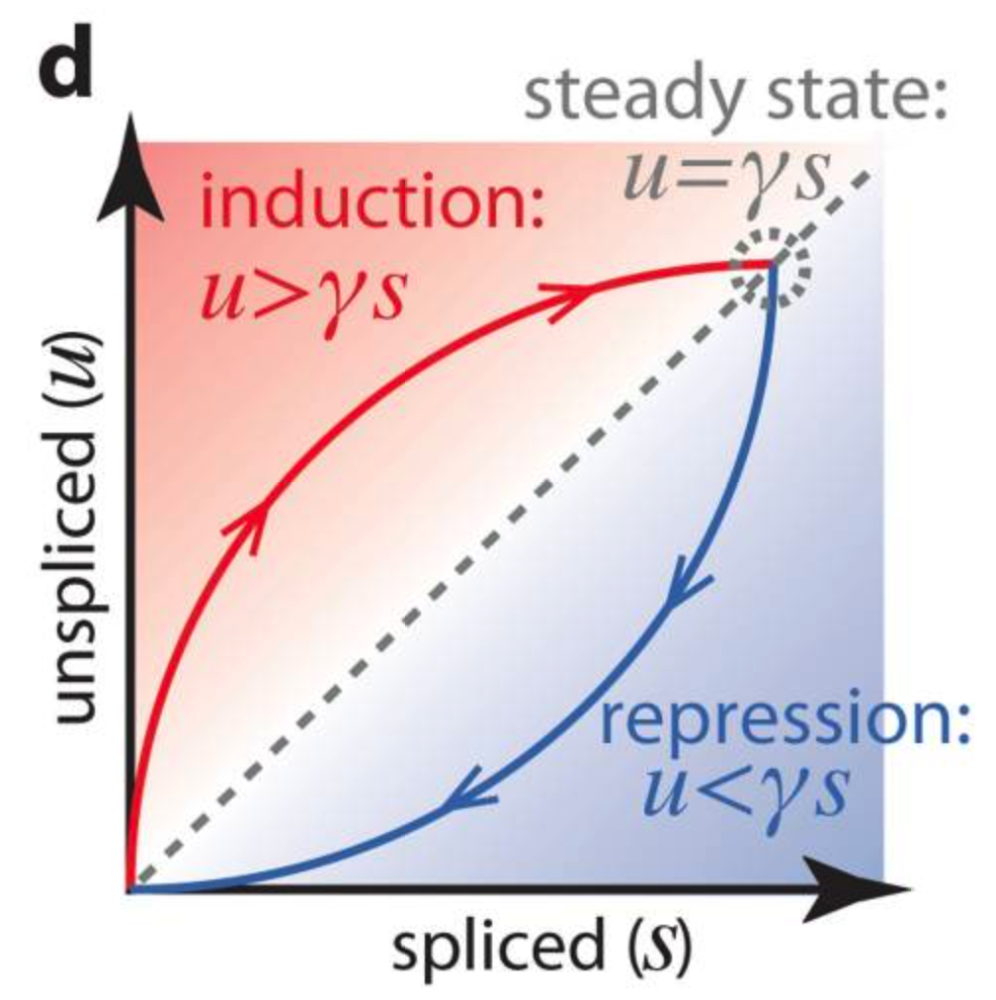 d
steady state:
u=γs
induction:
u>γs
unspliced (u)
repression:
u<γs
spliced (s)